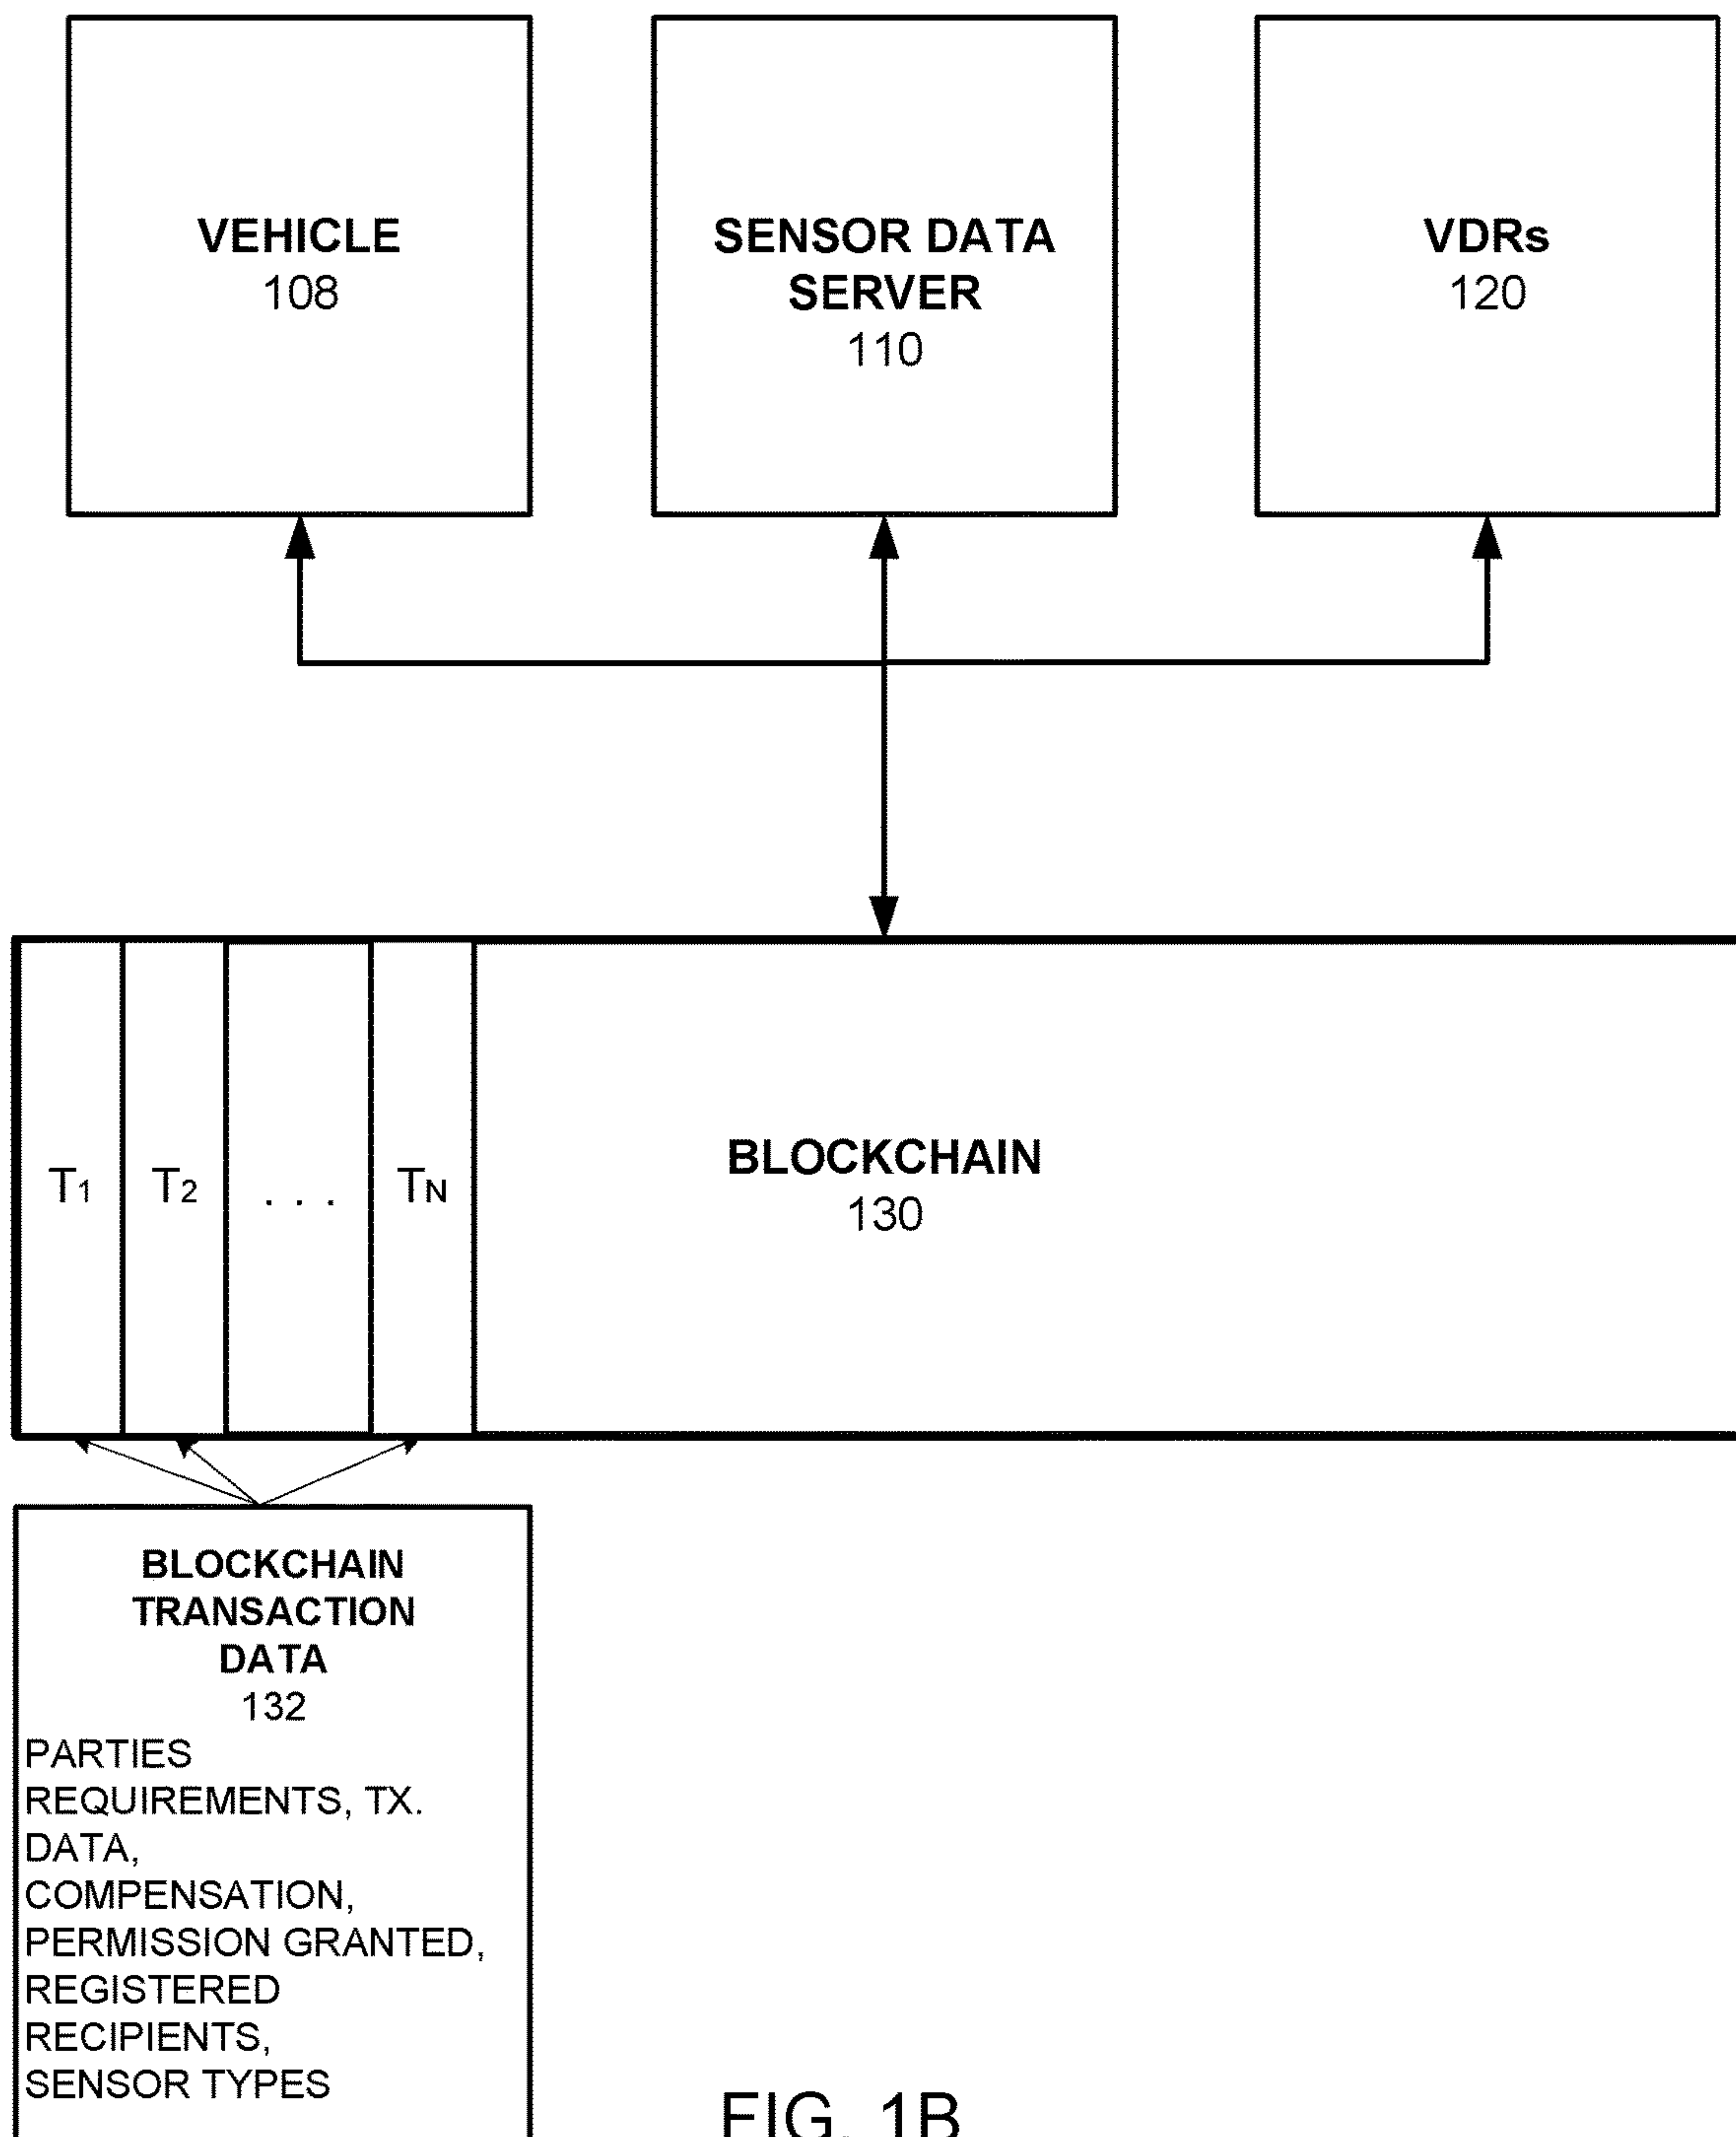 VEHICLE
108
SENSOR DATA
SERVER
110
VDRs
120
T1
T2
. . .
TN
BLOCKCHAIN
130
BLOCKCHAIN
TRANSACTION
DATA
132
PARTIES
REQUIREMENTS, TX.
DATA,
COMPENSATION,
PERMISSION GRANTED,
REGISTERED
RECIPIENTS,
SENSOR TYPES
FIG. 1B